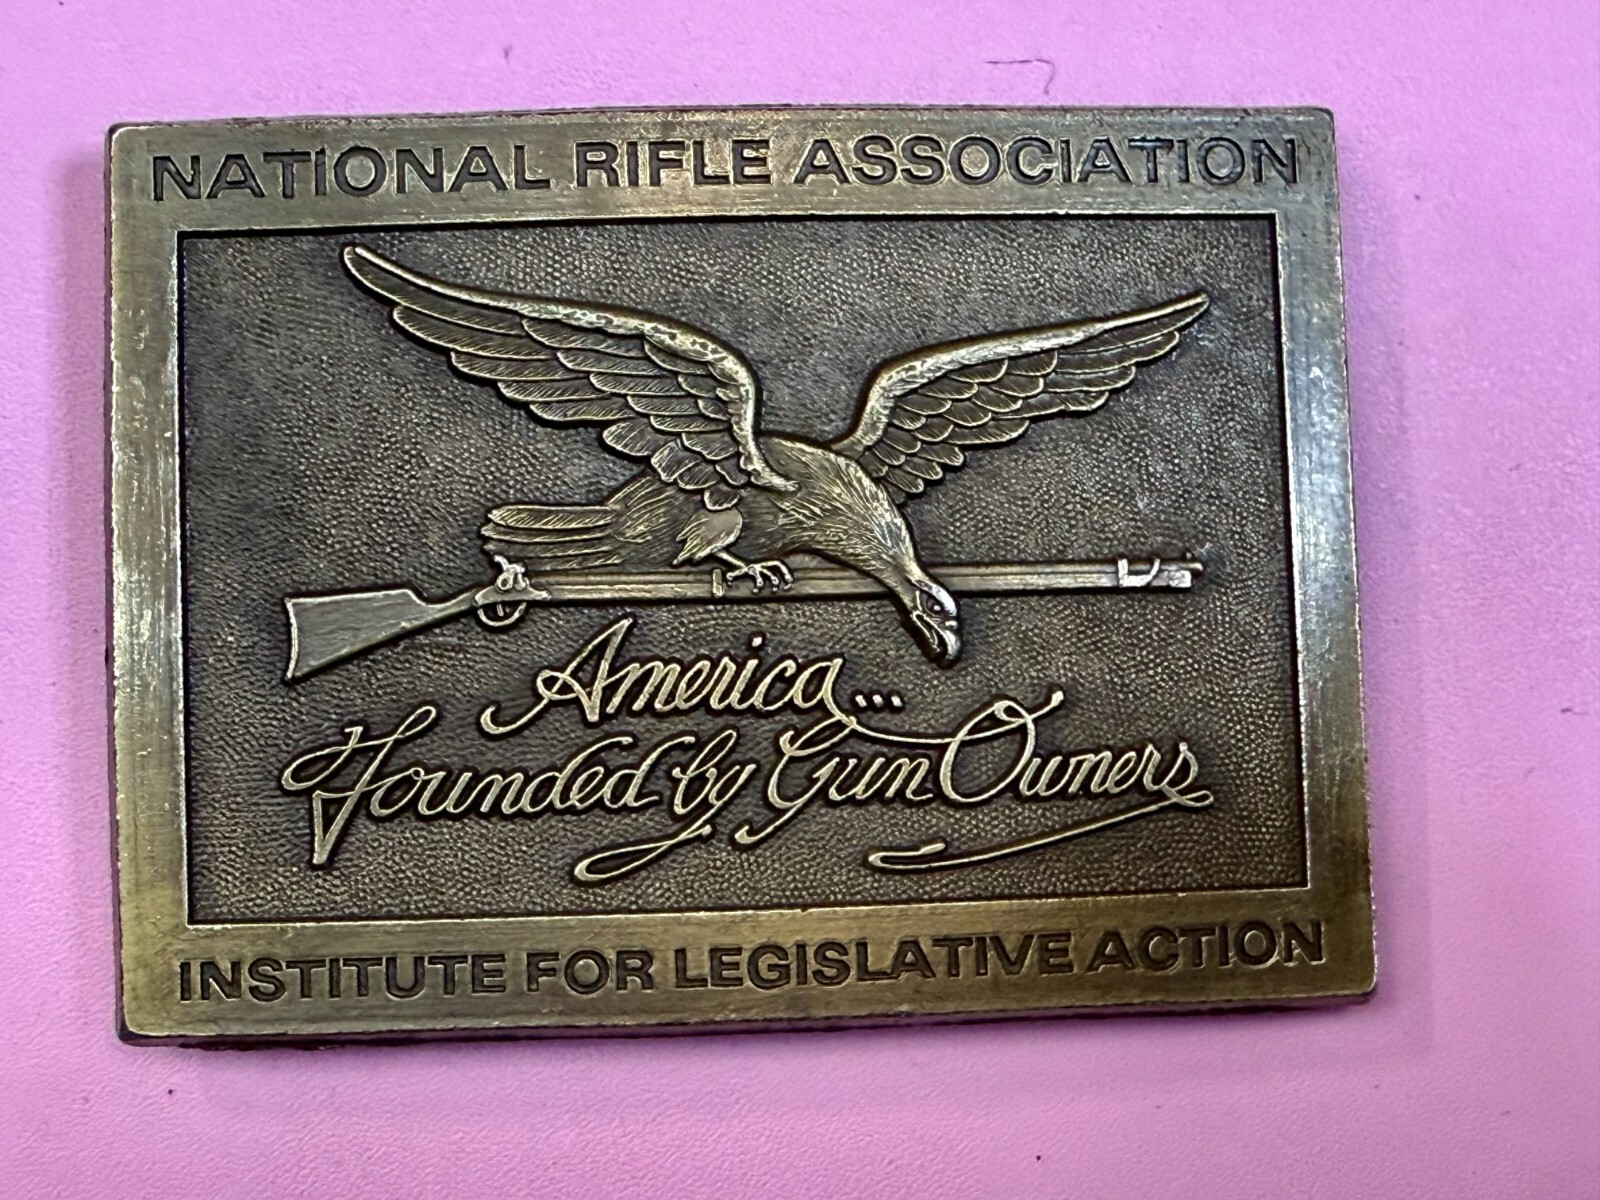 NATIONAL RIFLE ASSOCIATION
America...
Founded by Gun Owners
INSTITUTE FOR LEGISLATIVE ACTION